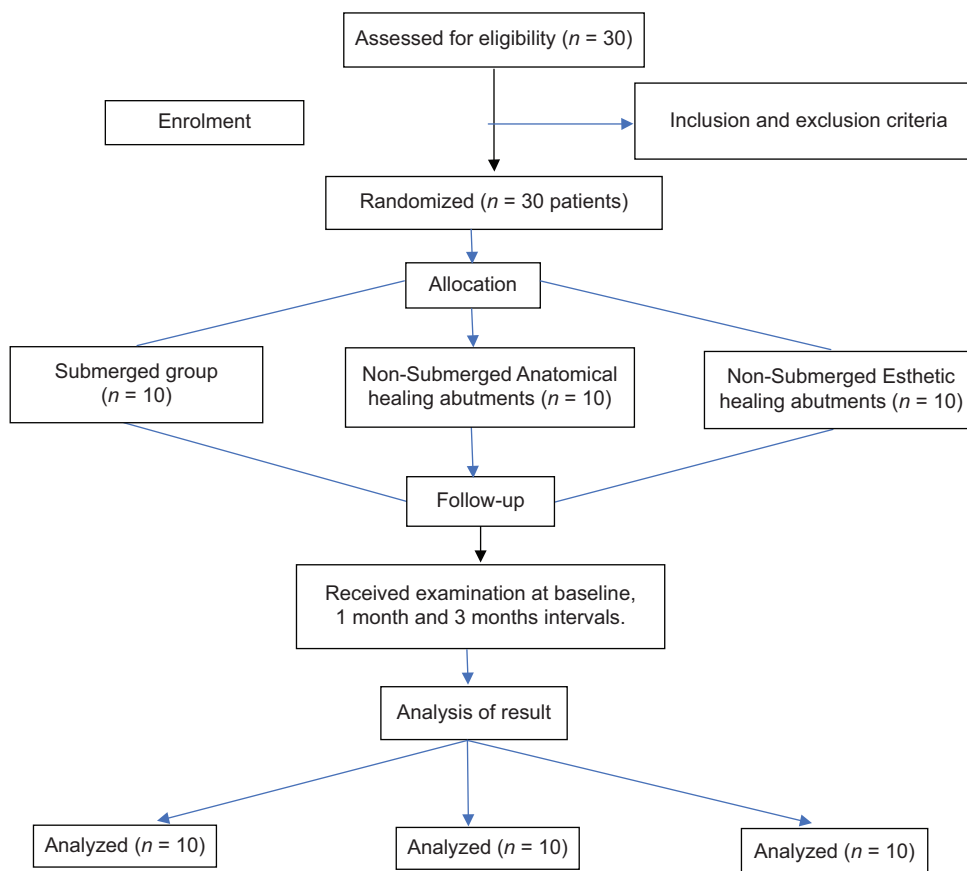 Assessed for eligibility (n = 30)
Enrolment
Inclusion and exclusion criteria
Randomized (n = 30 patients)
Allocation
Submerged group
(n = 10)
Non-Submerged Anatomical
healing abutments (n = 10)
Non-Submerged Esthetic
healing abutments (n = 10)
Follow-up
Received examination at baseline,
1 month and 3 months intervals.
Analysis of result
Analyzed (n = 10)
Analyzed (n = 10)
Analyzed (n = 10)